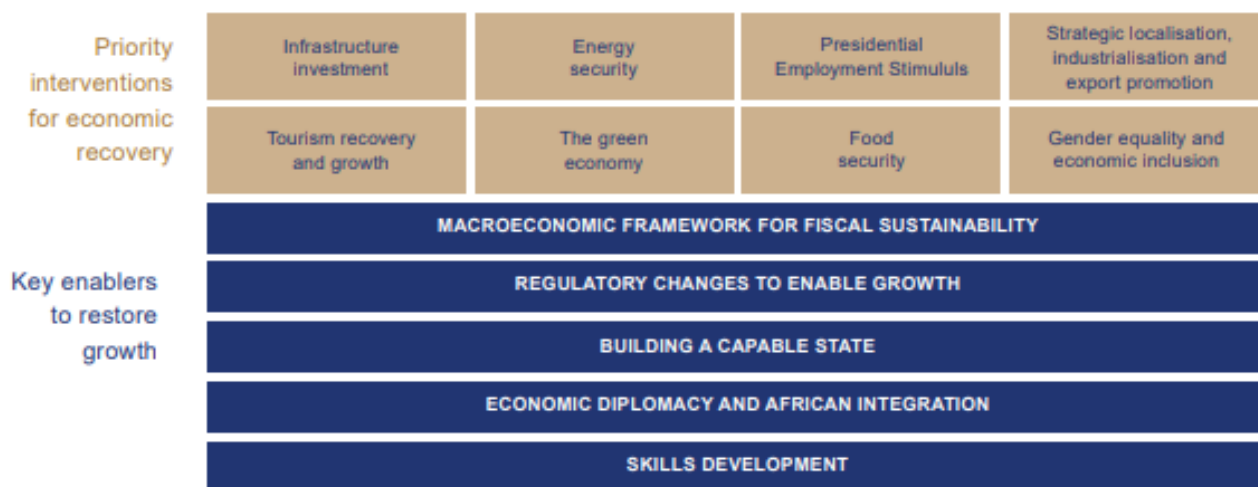 Priority
interventions
for economic
recovery
Infrastructure
investment
Energy
security
Presidential
Employment Stimululs
Strategic localisation,
industrialisation and
export promotion
Tourism recovery
and growth
The green
economy
Food
security
Gender equality and
economic inclusion
Key enablers
to restore
growth
MACROECONOMIC FRAMEWORK FOR FISCAL SUSTAINABILITY
REGULATORY CHANGES TO ENABLE GROWTH
BUILDING A CAPABLE STATE
ECONOMIC DIPLOMACY AND AFRICAN INTEGRATION
SKILLS DEVELOPMENT